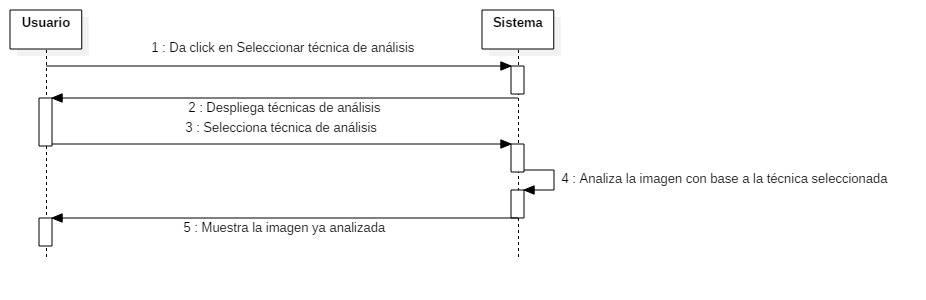 Usuario
Sistema
1 : Da click en Seleccionar técnica de análisis
2 : Despliega técnicas de análisis
3 : Selecciona técnica de análisis
4 : Analiza la imagen con base a la técnica seleccionada
5 : Muestra la imagen ya analizada